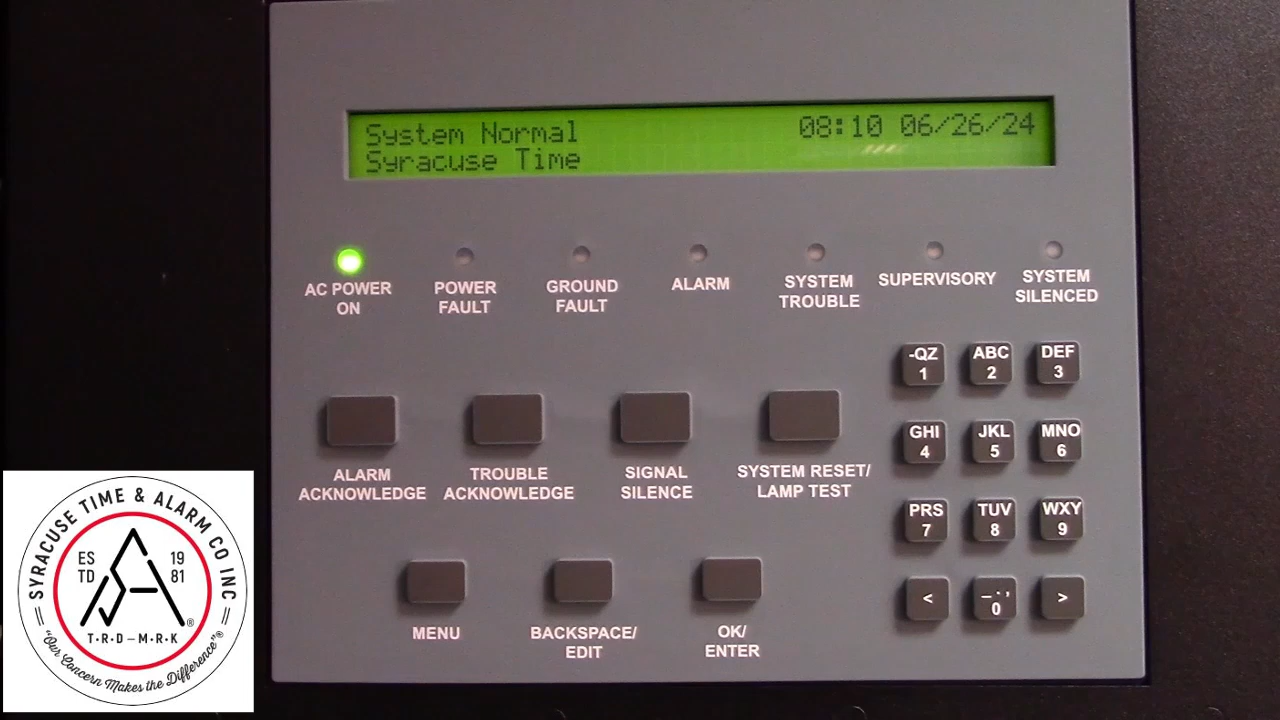 System Normal 08:10 06/26/24
Syracuse Time
AC POWER
ON
POWER
FAULT
GROUND
FAULT
ALARM
SYSTEM
TROUBLE
SUPERVISORY
SYSTEM
SILENCED
ALARM
ACKNOWLEDGE
TROUBLE
ACKNOWLEDGE
SIGNAL
SILENCE
SYSTEM RESET/
LAMP TEST
-QZ
1
ABC
2
DEF
3
GHI
4
JKL
5
MNO
6
PRS
7
TUV
8
WXY
9
<
_ . ,
0
>
MENU
BACKSPACE/
EDIT
OK/
ENTER
SYRACUSE TIME & ALARM CO INC
ES
TD
19
81
®
T•R•D–M•R•K
"Our Concern Makes the Difference"®